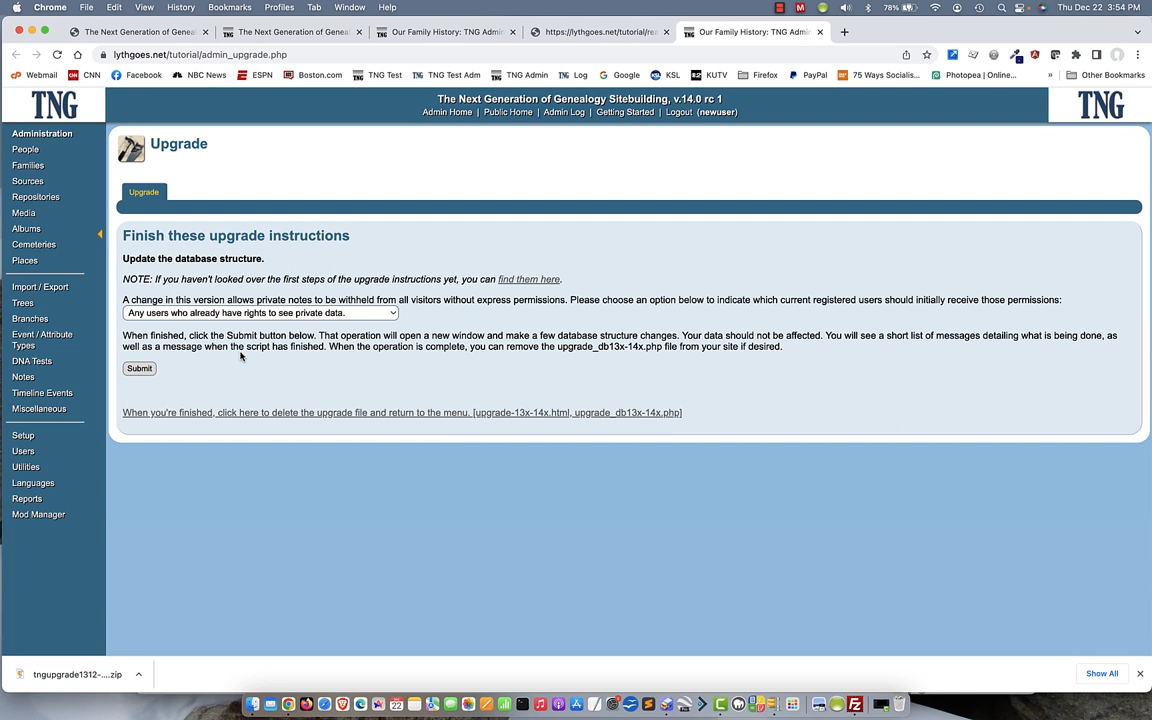 Chrome File Edit View History Bookmarks Profiles Tab Window Help 78% Thu Dec 22 3:54 PM
The Next Generation of Geneal TNG The Next Generation of Geneal TNG Our Family History: TNG Admi https://lythgoes.net/tutorial/rea TNG Our Family History: TNG Admi
lythgoes.net/tutorial/admin_upgrade.php
Webmail CNN Facebook NBC News ESPN Boston.com TNG Test TNG Test Adm TNG Admin Log Google KSL KUTV Firefox PayPal 75 Ways Socialis... Photopea | Online... » Other Bookmarks
TNG The Next Generation of Genealogy Sitebuilding, v.14.0 rc 1 TNG
Admin Home | Public Home | Admin Log | Getting Started | Logout (newuser)
Administration
People
Families
Sources
Repositories
Media
Albums
Cemeteries
Places
Import / Export
Trees
Branches
Event / Attribute
Types
DNA Tests
Notes
Timeline Events
Miscellaneous
Setup
Users
Utilities
Languages
Reports
Mod Manager
Upgrade
Upgrade
Finish these upgrade instructions
Update the database structure.
NOTE: If you haven't looked over the first steps of the upgrade instructions yet, you can find them here.
A change in this version allows private notes to be withheld from all visitors without express permissions. Please choose an option below to indicate which current registered users should initially receive those permissions:
Any users who already have rights to see private data.
When finished, click the Submit button below. That operation will open a new window and make a few database structure changes. Your data should not be affected. You will see a short list of messages detailing what is being done, as
well as a message when the script has finished. When the operation is complete, you can remove the upgrade_db13x-14x.php file from your site if desired.
Submit
When you're finished, click here to delete the upgrade file and return to the menu. [upgrade-13x-14x.html, upgrade_db13x-14x.php]
tngupgrade1312-....zip Show All